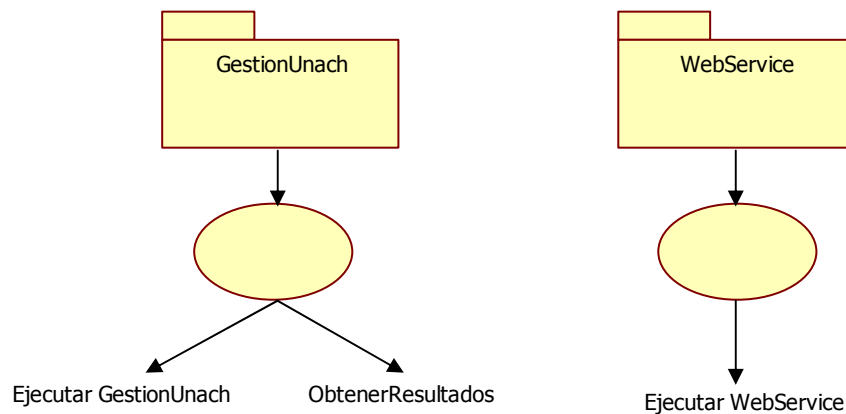 GestionUnach
WebService
Ejecutar GestionUnach
ObtenerResultados
Ejecutar WebService